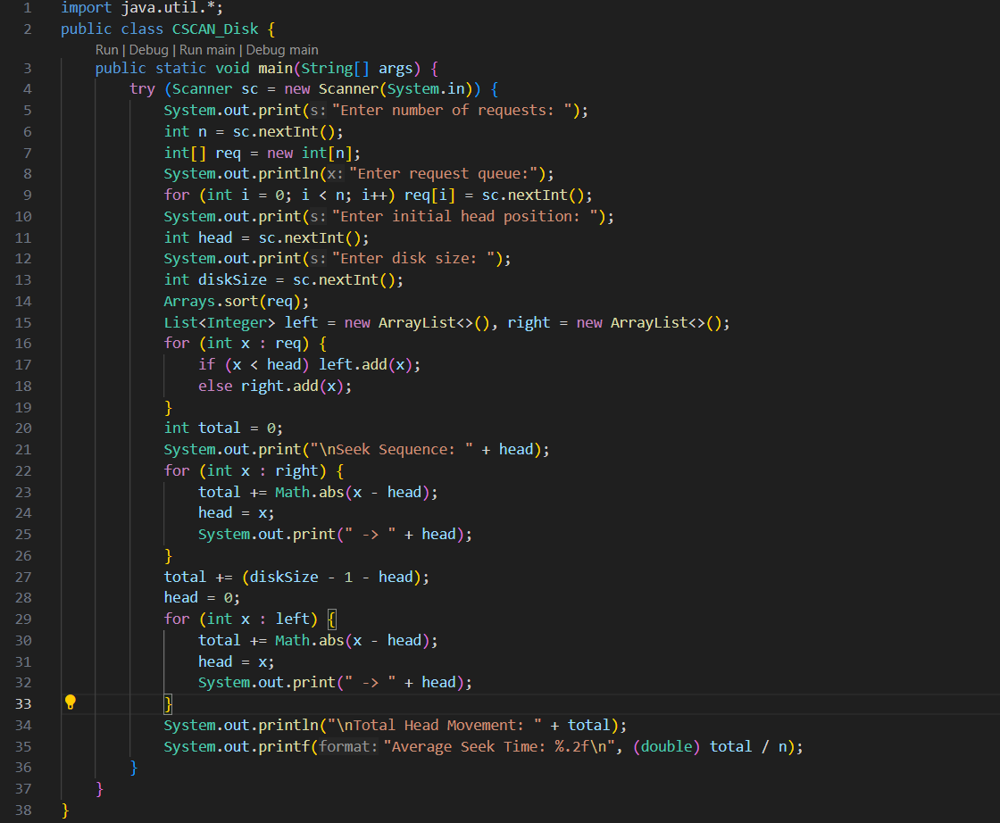 1 import java.util.*;
2 public class CSCAN_Disk {
Run | Debug | Run main | Debug main
3     public static void main(String[] args) {
4         try (Scanner sc = new Scanner(System.in)) {
5             System.out.print(s: "Enter number of requests: ");
6             int n = sc.nextInt();
7             int[] req = new int[n];
8             System.out.println(x: "Enter request queue:");
9             for (int i = 0; i < n; i++) req[i] = sc.nextInt();
10             System.out.print(s: "Enter initial head position: ");
11             int head = sc.nextInt();
12             System.out.print(s: "Enter disk size: ");
13             int diskSize = sc.nextInt();
14             Arrays.sort(req);
15             List<Integer> left = new ArrayList<>(), right = new ArrayList<>();
16             for (int x : req) {
17                 if (x < head) left.add(x);
18                 else right.add(x);
19             }
20             int total = 0;
21             System.out.print("\nSeek Sequence: " + head);
22             for (int x : right) {
23                 total += Math.abs(x - head);
24                 head = x;
25                 System.out.print(" -> " + head);
26             }
27             total += (diskSize - 1 - head);
28             head = 0;
29             for (int x : left) {
30                 total += Math.abs(x - head);
31                 head = x;
32                 System.out.print(" -> " + head);
33             }
34             System.out.println("\nTotal Head Movement: " + total);
35             System.out.printf(format: "Average Seek Time: %.2f\n", (double) total / n);
36         }
37     }
38 }